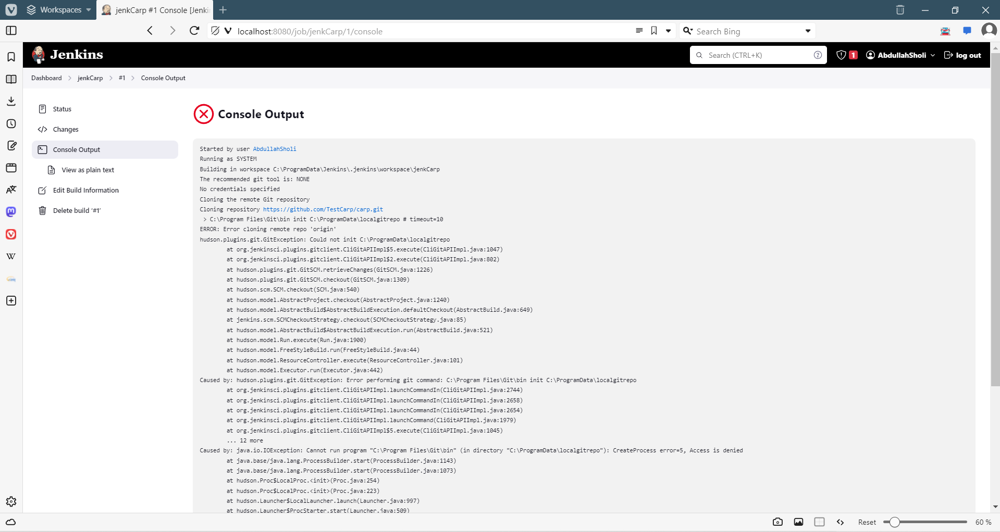 Workspaces
jenkCarp #1 Console [Jenki
localhost:8080/job/jenkCarp/1/console
Search Bing
Jenkins
Search (CTRL+K)
1
AbdullahSholi
log out
Dashboard > jenkCarp > #1 > Console Output
Status
Changes
Console Output
View as plain text
Edit Build Information
Delete build ‘#1’
Console Output
Started by user AbdullahSholi
Running as SYSTEM
Building in workspace C:\ProgramData\Jenkins\.jenkins\workspace\jenkCarp
The recommended git tool is: NONE
No credentials specified
Cloning the remote Git repository
Cloning repository https://github.com/TestCarp/carp.git
 > C:\Program Files\Git\bin init C:\ProgramData\localgitrepo # timeout=10
ERROR: Error cloning remote repo 'origin'
hudson.plugins.git.GitException: Could not init C:\ProgramData\localgitrepo
at org.jenkinsci.plugins.gitclient.CliGitAPIImpl$5.execute(CliGitAPIImpl.java:1047)
at org.jenkinsci.plugins.gitclient.CliGitAPIImpl$2.execute(CliGitAPIImpl.java:802)
at hudson.plugins.git.GitSCM.retrieveChanges(GitSCM.java:1226)
at hudson.plugins.git.GitSCM.checkout(GitSCM.java:1309)
at hudson.scm.SCM.checkout(SCM.java:540)
at hudson.model.AbstractProject.checkout(AbstractProject.java:1240)
at hudson.model.AbstractBuild$AbstractBuildExecution.defaultCheckout(AbstractBuild.java:649)
at jenkins.scm.SCMCheckoutStrategy.checkout(SCMCheckoutStrategy.java:85)
at hudson.model.AbstractBuild$AbstractBuildExecution.run(AbstractBuild.java:521)
at hudson.model.Run.execute(Run.java:1900)
at hudson.model.FreeStyleBuild.run(FreeStyleBuild.java:44)
at hudson.model.ResourceController.execute(ResourceController.java:101)
at hudson.model.Executor.run(Executor.java:442)
Caused by: hudson.plugins.git.GitException: Error performing git command: C:\Program Files\Git\bin init C:\ProgramData\localgitrepo
at org.jenkinsci.plugins.gitclient.CliGitAPIImpl.launchCommandIn(CliGitAPIImpl.java:2744)
at org.jenkinsci.plugins.gitclient.CliGitAPIImpl.launchCommandIn(CliGitAPIImpl.java:2658)
at org.jenkinsci.plugins.gitclient.CliGitAPIImpl.launchCommandIn(CliGitAPIImpl.java:2654)
at org.jenkinsci.plugins.gitclient.CliGitAPIImpl.launchCommand(CliGitAPIImpl.java:1979)
at org.jenkinsci.plugins.gitclient.CliGitAPIImpl$5.execute(CliGitAPIImpl.java:1045)
... 12 more
Caused by: java.io.IOException: Cannot run program "C:\Program Files\Git\bin" (in directory "C:\ProgramData\localgitrepo"): CreateProcess error=5, Access is denied
at java.base/java.lang.ProcessBuilder.start(ProcessBuilder.java:1143)
at java.base/java.lang.ProcessBuilder.start(ProcessBuilder.java:1073)
at hudson.Proc$LocalProc.<init>(Proc.java:254)
at hudson.Proc$LocalProc.<init>(Proc.java:223)
at hudson.Launcher$LocalLauncher.launch(Launcher.java:997)
at hudson.Launcher$ProcStarter.start(Launcher.java:509)
Reset
60 %